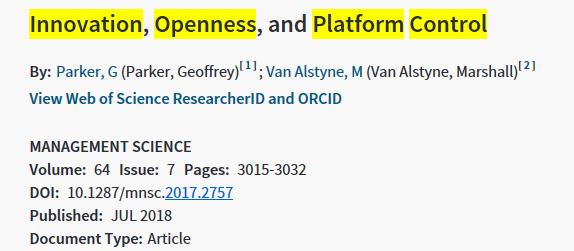 Innovation, Openness, and Platform Control
By: Parker, G (Parker, Geoffrey)[1]; Van Alstyne, M (Van Alstyne, Marshall)[2]
View Web of Science ResearcherID and ORCID
MANAGEMENT SCIENCE
Volume: 64 Issue: 7 Pages: 3015-3032
DOI: 10.1287/mnsc.2017.2757
Published: JUL 2018
Document Type: Article